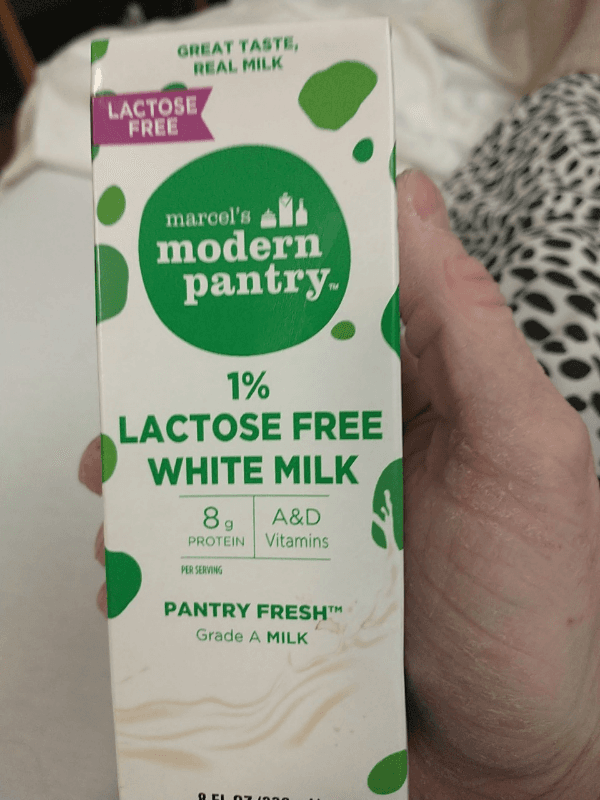 GREAT TASTE,
REAL MILK
LACTOSE
FREE
marcel's
modern
pantry™
1%
LACTOSE FREE
WHITE MILK
8g A&D
PROTEIN Vitamins
PER SERVING
PANTRY FRESH™
Grade A MILK